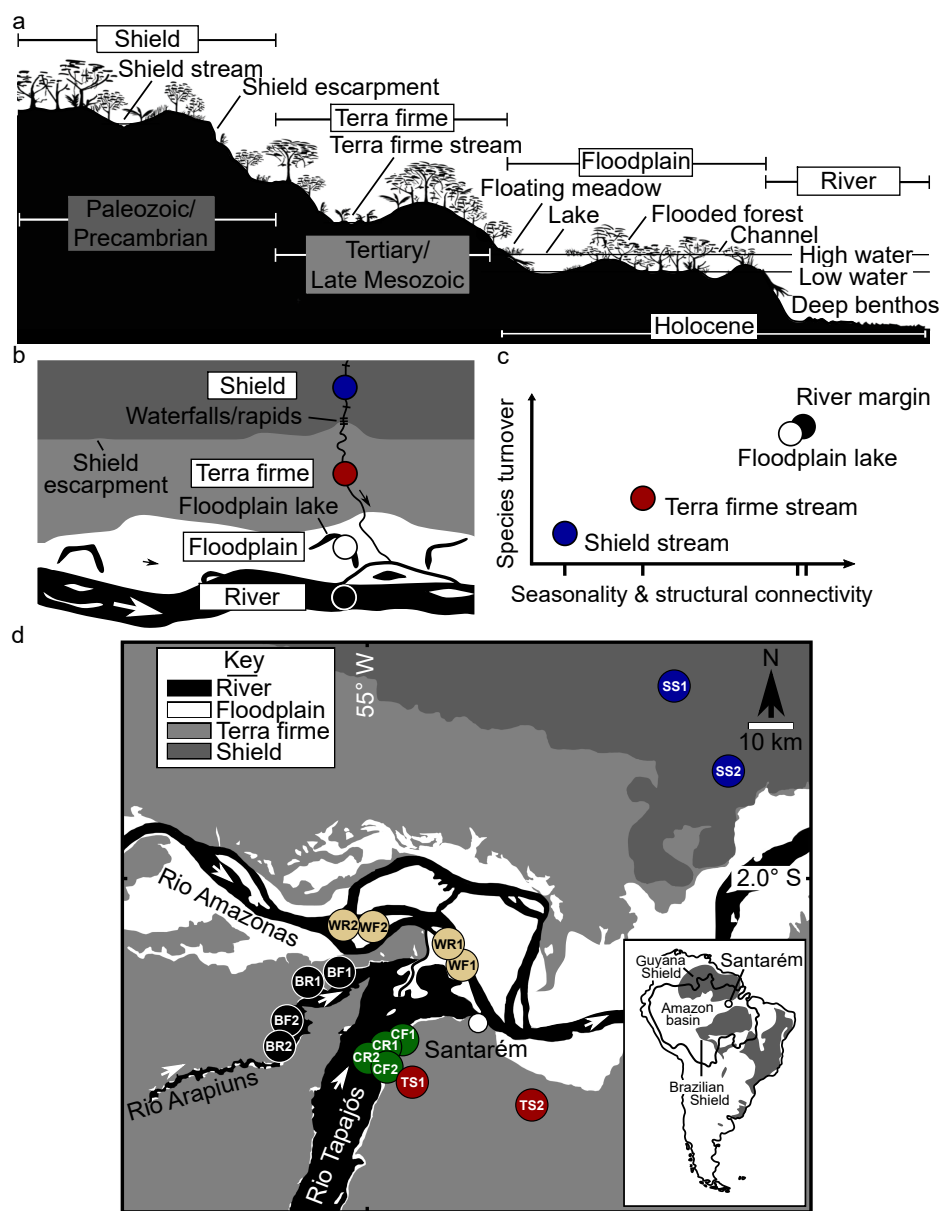 a
Shield
Shield stream
Shield escarpment
Terra firme
Terra firme stream
Floodplain
River
Floating meadow
Lake
Flooded forest
Channel
High water
Low water
Deep benthos
Paleozoic/
Precambrian
Tertiary/
Late Mesozoic
Holocene
b
Shield
Waterfalls/rapids
Shield
escarpment
Terra firme
Floodplain lake
Floodplain
River
c
Species turnover
River margin
Floodplain lake
Terra firme stream
Shield stream
Seasonality & structural connectivity
d
Key
River
Floodplain
Terra firme
Shield
55° W
N
10 km
SS1
SS2
2.0° S
Rio Amazonas
WR2
WF2
WR1
WF1
BF1
BR1
BF2
BR2
CF1
CR1
CR2
CF2
TS1
TS2
Santarém
Rio Arapiuns
Rio Tapajós
Guyana
Shield
Santarém
Amazon
basin
Brazilian
Shield